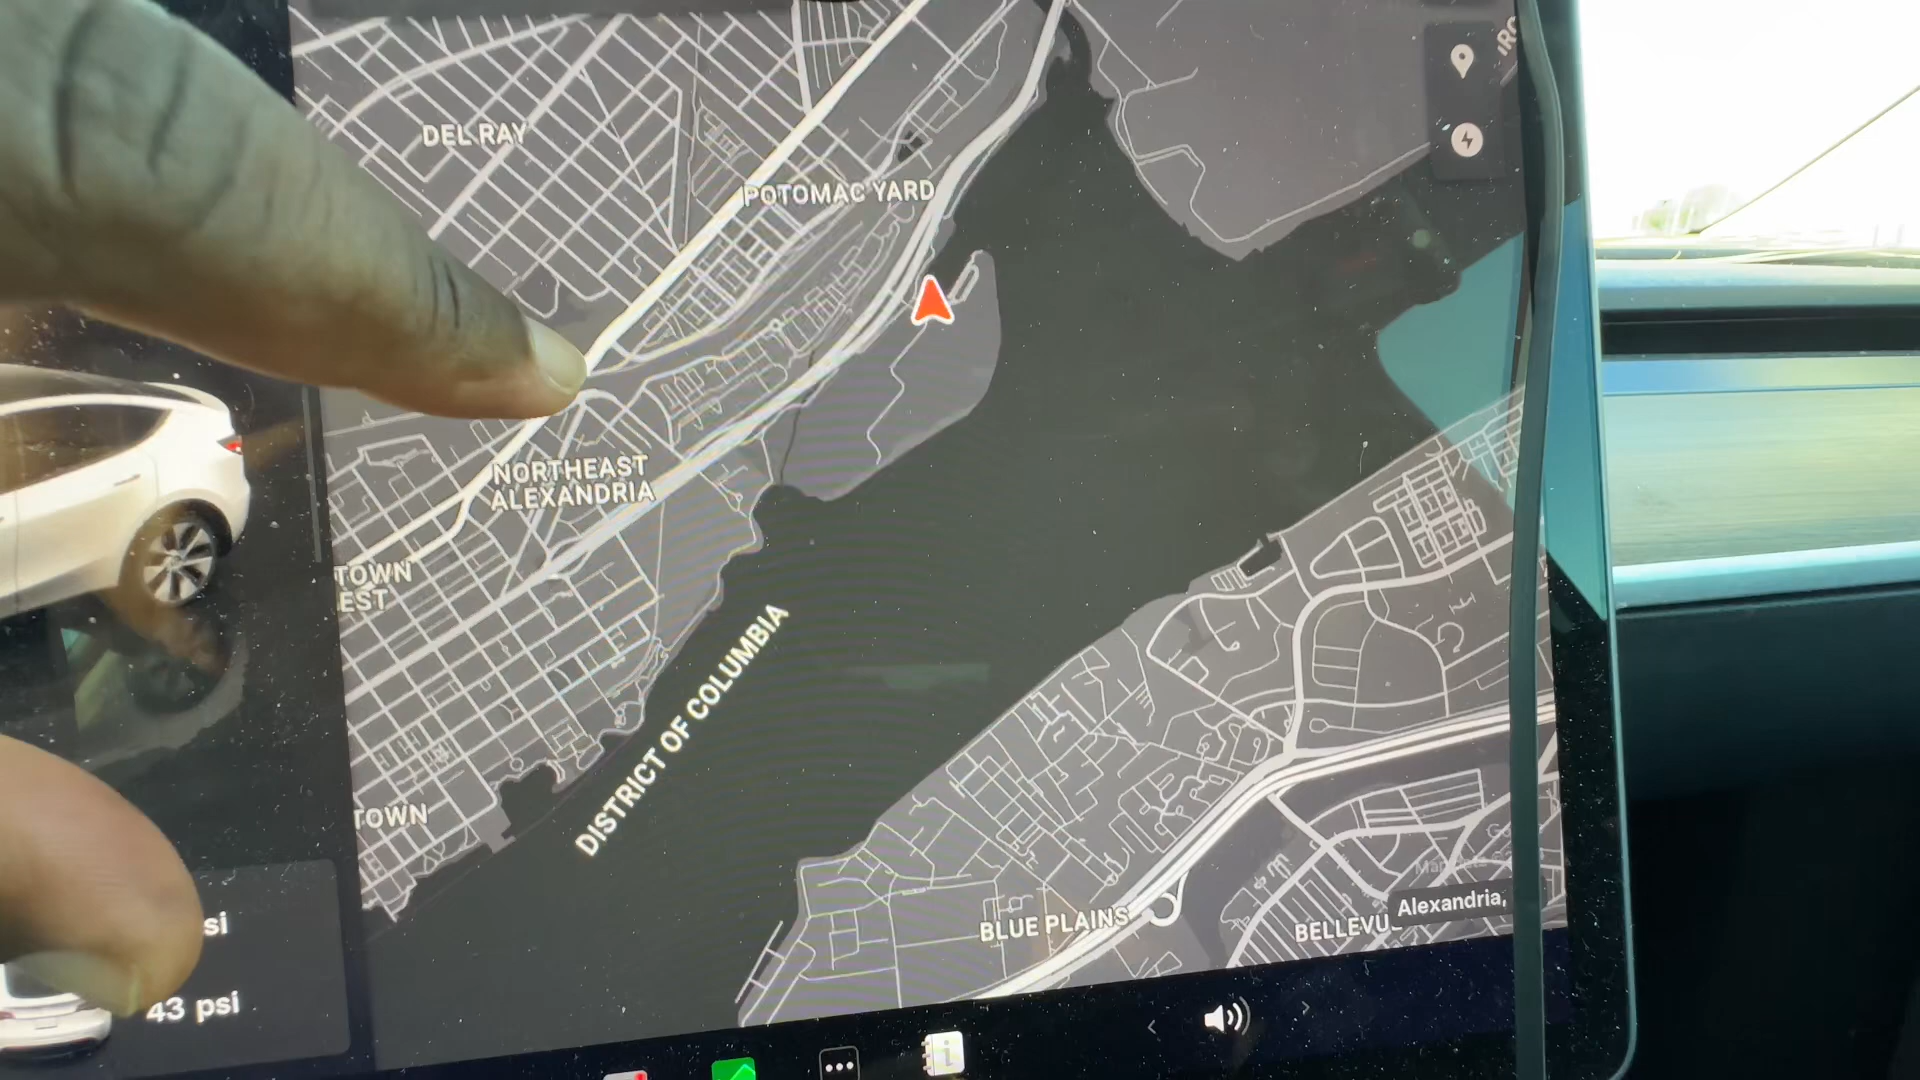 DEL RAY
POTOMAC YARD
NORTHEAST
ALEXANDRIA
TOWN
EST
DISTRICT OF COLUMBIA
TOWN
BLUE PLAINS
BELLEVU
Alexandria,
si
43 psi